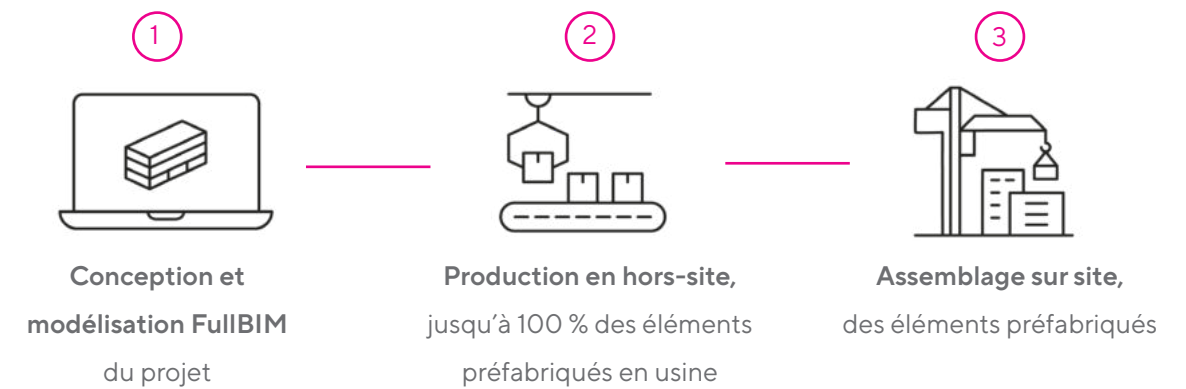 1
Conception et
modélisation FullBIM
du projet
2
Production en hors-site,
jusqu'à 100 % des éléments
préfabriqués en usine
3
Assemblage sur site,
des éléments préfabriqués